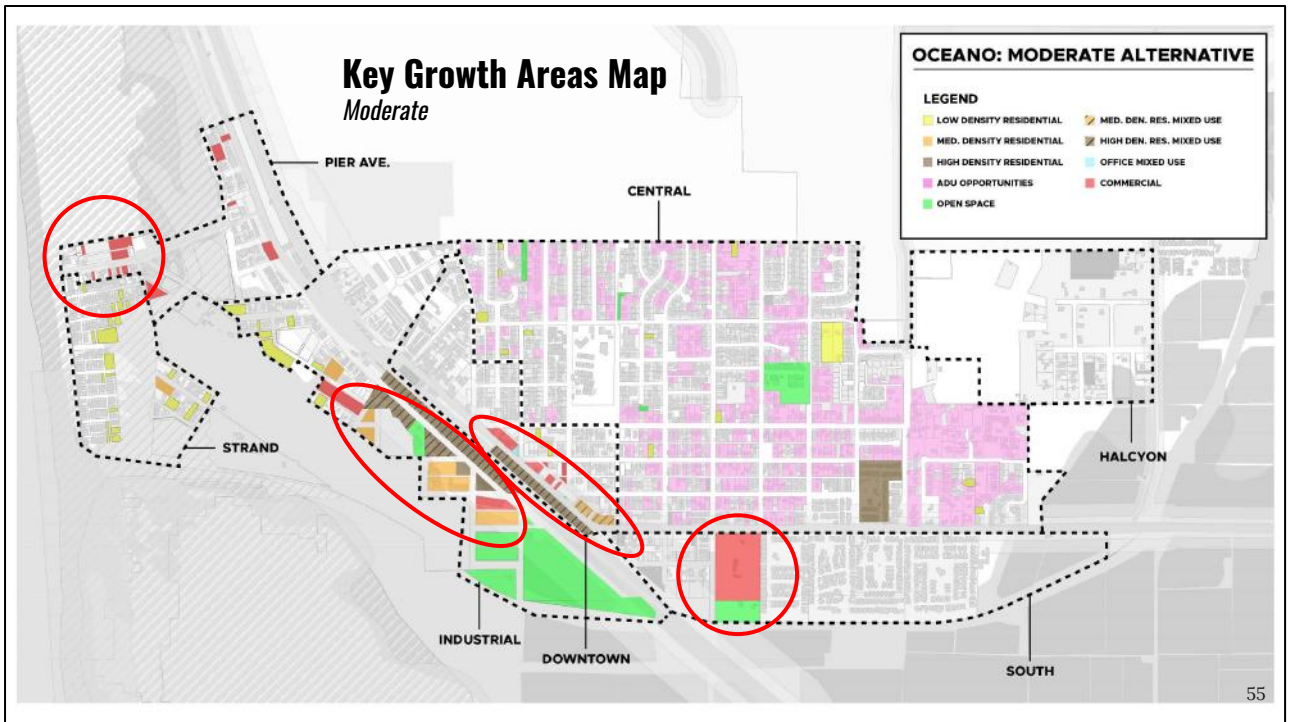 Key Growth Areas Map
Moderate
OCEANO: MODERATE ALTERNATIVE
LEGEND
LOW DENSITY RESIDENTIAL
MED. DENSITY RESIDENTIAL
HIGH DENSITY RESIDENTIAL
ADU OPPORTUNITIES
OPEN SPACE
MED. DEN. RES. MIXED USE
HIGH DEN. RES. MIXED USE
OFFICE MIXED USE
COMMERCIAL
PIER AVE.
CENTRAL
STRAND
HALCYON
INDUSTRIAL
DOWNTOWN
SOUTH
55